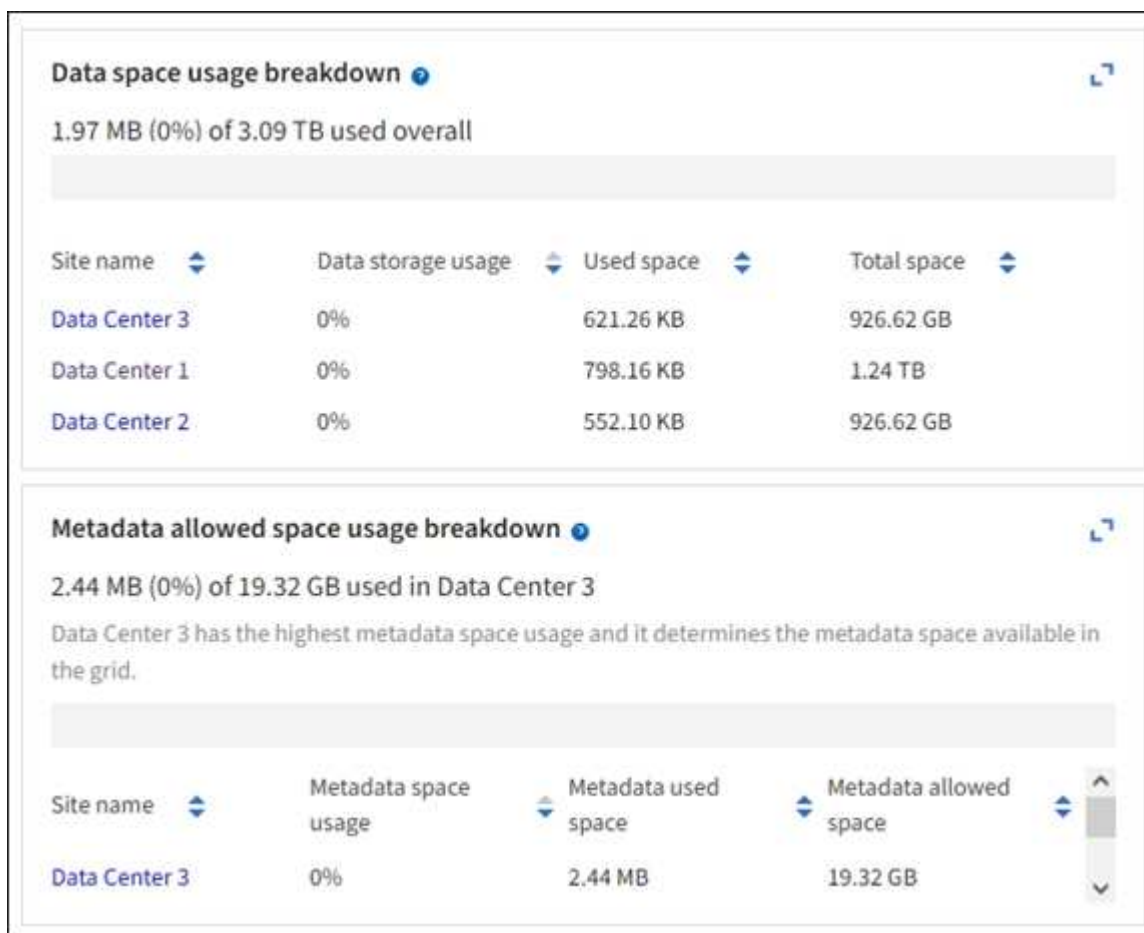 Data space usage breakdown
1.97 MB (0%) of 3.09 TB used overall
Site name Data storage usage Used space Total space
Data Center 3 0% 621.26 KB 926.62 GB
Data Center 1 0% 798.16 KB 1.24 TB
Data Center 2 0% 552.10 KB 926.62 GB
Metadata allowed space usage breakdown
2.44 MB (0%) of 19.32 GB used in Data Center 3
Data Center 3 has the highest metadata space usage and it determines the metadata space available in
the grid.
Site name Metadata space usage Metadata used space Metadata allowed space
Data Center 3 0% 2.44 MB 19.32 GB